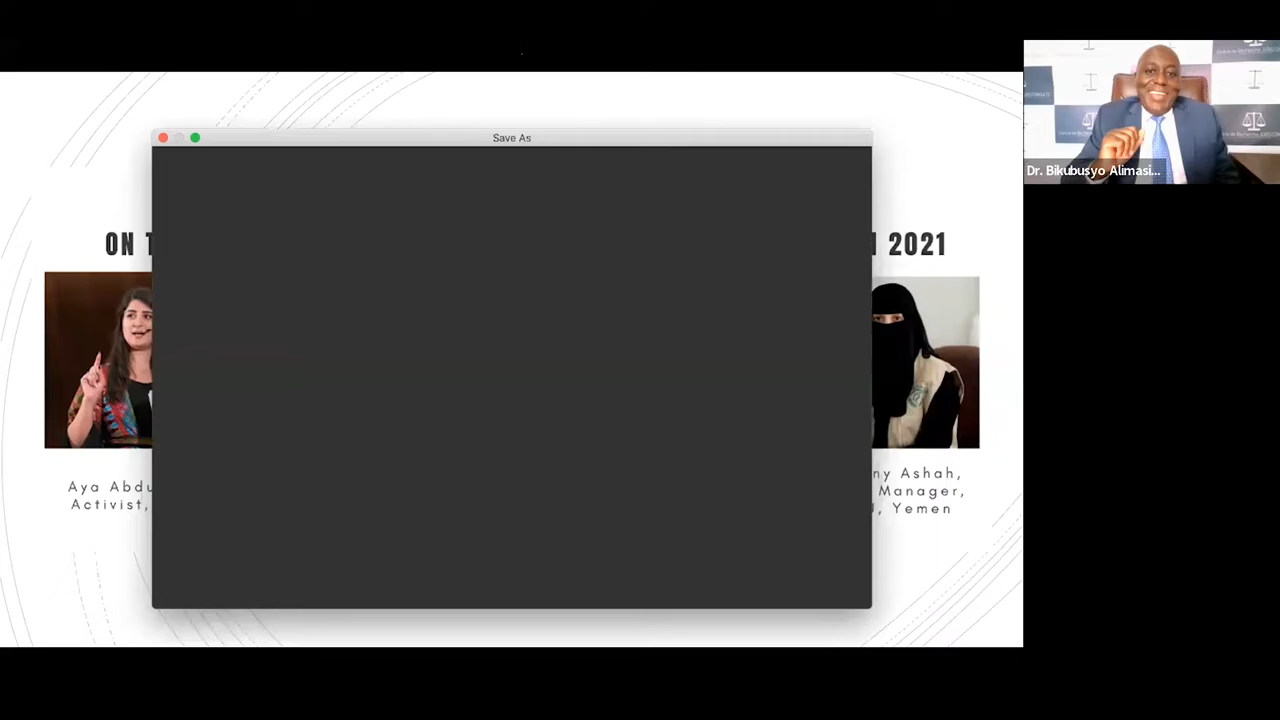 Save As
ON
2021
Aya Abdu
Activist,
ny Ashah,
Manager,
, Yemen
Dr. Bikubusyo Alimasi...